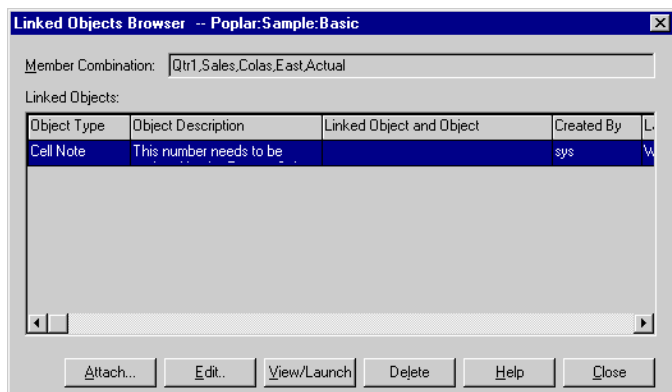 Linked Objects Browser -- Poplar:Sample:Basic
Member Combination: Qtr1,Sales,Colas,East,Actual
Linked Objects:
Object Type Object Description Linked Object and Object Created By
Cell Note This number needs to be sys
Attach... Edit.. View/Launch Delete Help Close